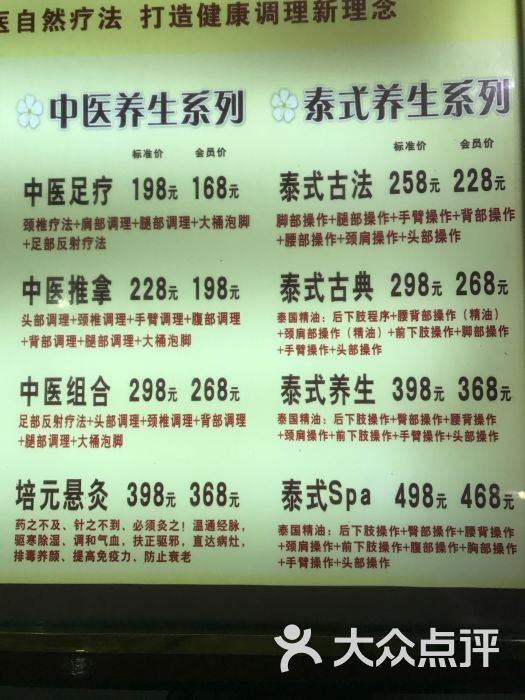 医自然疗法 打造健康调理新理念
中医养生系列
标准价 会员价
中医足疗 198元 168元
颈椎疗法+肩部调理+腿部调理+大桶泡脚
+足部反射疗法
中医推拿 228元 198元
头部调理+颈椎调理+手臂调理+腹部调理
+背部调理+腿部调理+大桶泡脚
中医组合 298元 268元
足部反射疗法+头部调理+颈椎调理+背部调理
+腿部调理+大桶泡脚
培元悬灸 398元 368元
药之不及、针之不到、必须灸之！温通经脉，
驱寒除湿、调和气血，扶正驱邪，直达病灶，
排毒养颜、提高免疫力、防止衰老
泰式养生系列
标准价 会员价
泰式古法 258元 228元
脚部操作+腿部操作+手臂操作+背部操作
+腰部操作+颈肩操作+头部操作
泰式古典 298元 268元
泰国精油：后下肢程序+腰背部操作（精油）
+颈肩部操作（精油）+前下肢操作+脚部操作
+手臂操作+头部操作
泰式养生 398元 368元
泰国精油：后下肢操作+臀部操作+腰背操作
+颈肩操作+前下肢操作+手臂操作+头部操作
泰式Spa 498元 468元
泰国精油：后下肢操作+臀部操作+腰背操作
+颈肩操作+前下肢操作+腹部操作+胸部操作
+手臂操作+头部操作
大众点评